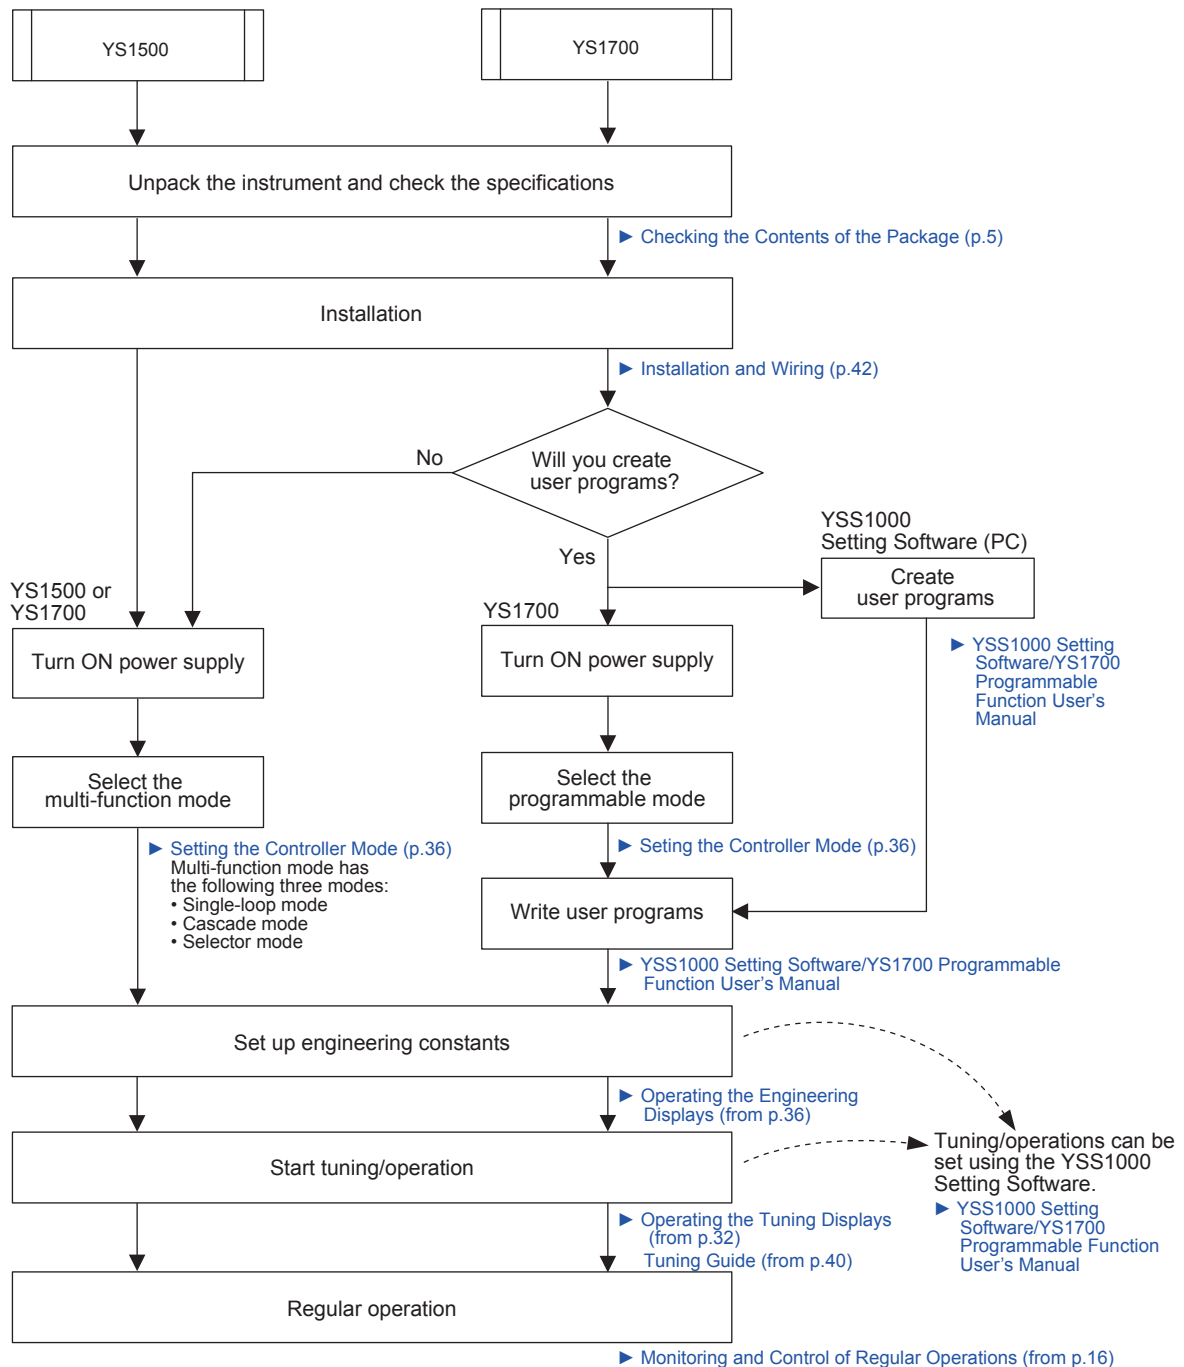 YS1500
YS1700
Unpack the instrument and check the specifications
► Checking the Contents of the Package (p.5)
Installation
► Installation and Wiring (p.42)
No
Will you create
user programs?
Yes
YSS1000
Setting Software (PC)
Create
user programs
► YSS1000 Setting
Software/YS1700
Programmable
Function User's
Manual
YS1500 or
YS1700
Turn ON power supply
YS1700
Turn ON power supply
Select the
multi-function mode
Select the
programmable mode
► Setting the Controller Mode (p.36)
Multi-function mode has
the following three modes:
• Single-loop mode
• Cascade mode
• Selector mode
► Seting the Controller Mode (p.36)
Write user programs
► YSS1000 Setting Software/YS1700 Programmable
Function User's Manual
Set up engineering constants
► Operating the Engineering
Displays (from p.36)
Start tuning/operation
Tuning/operations can be
set using the YSS1000
Setting Software.
► YSS1000 Setting
Software/YS1700
Programmable Function
User's Manual
► Operating the Tuning Displays
(from p.32)
Tuning Guide (from p.40)
Regular operation
► Monitoring and Control of Regular Operations (from p.16)